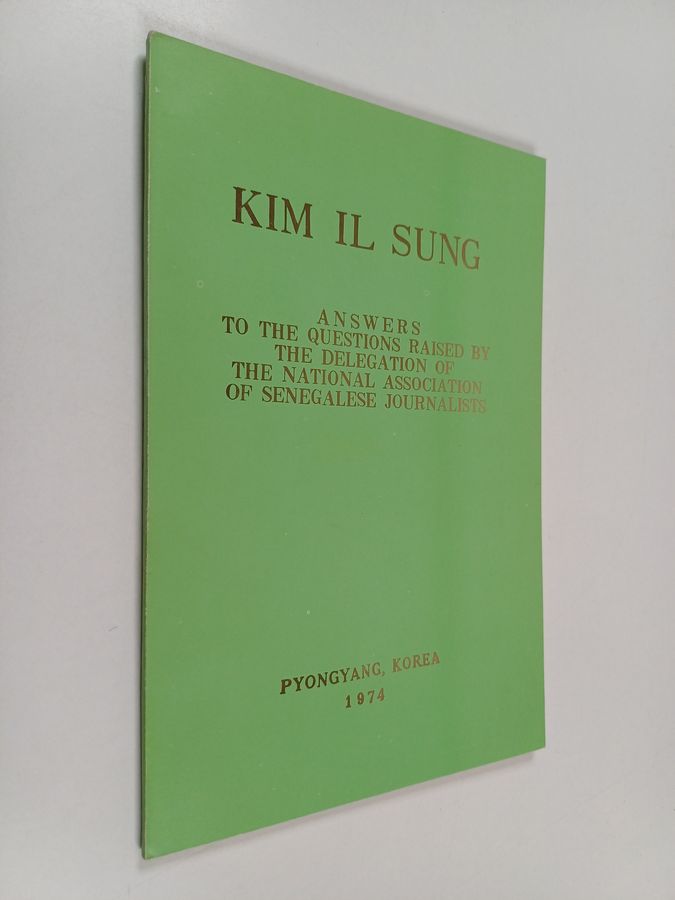 KIM IL SUNG
ANSWERS
TO THE QUESTIONS RAISED BY
THE DELEGATION OF
THE NATIONAL ASSOCIATION
OF SENEGALESE JOURNALISTS
PYONGYANG, KOREA
1974